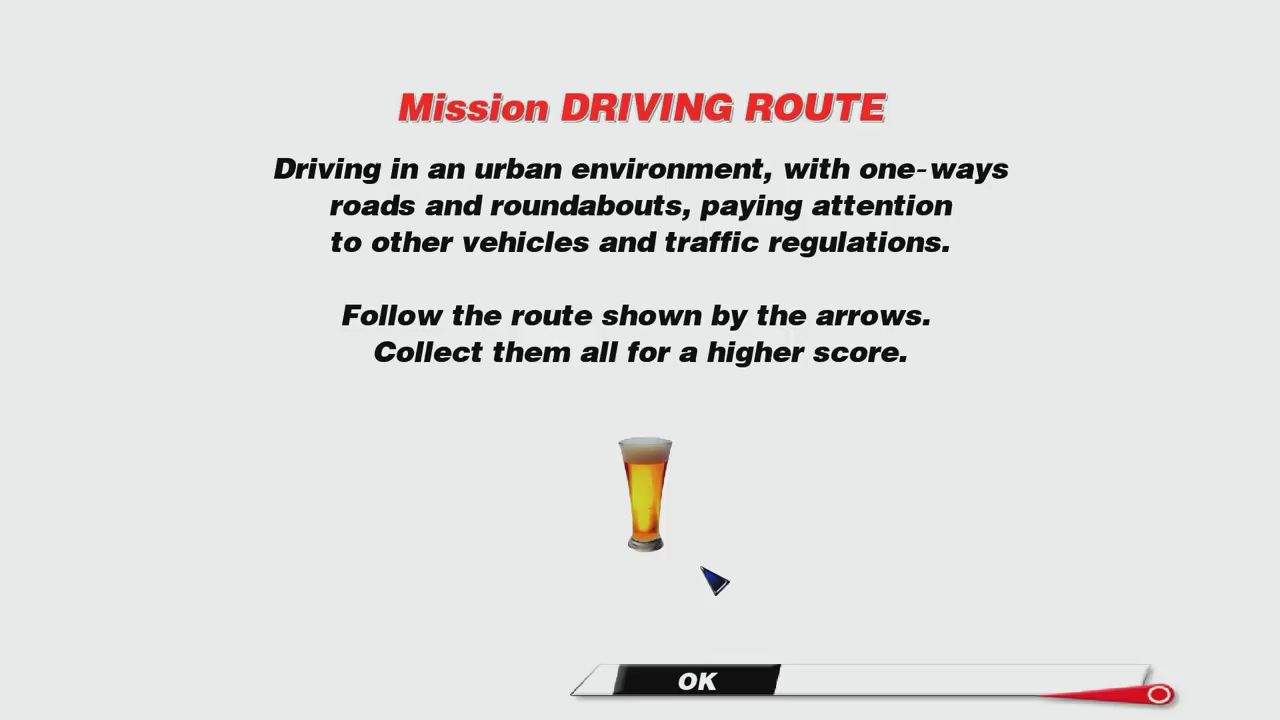 Mission DRIVING ROUTE
Driving in an urban environment, with one-ways
roads and roundabouts, paying attention
to other vehicles and traffic regulations.
Follow the route shown by the arrows.
Collect them all for a higher score.
OK